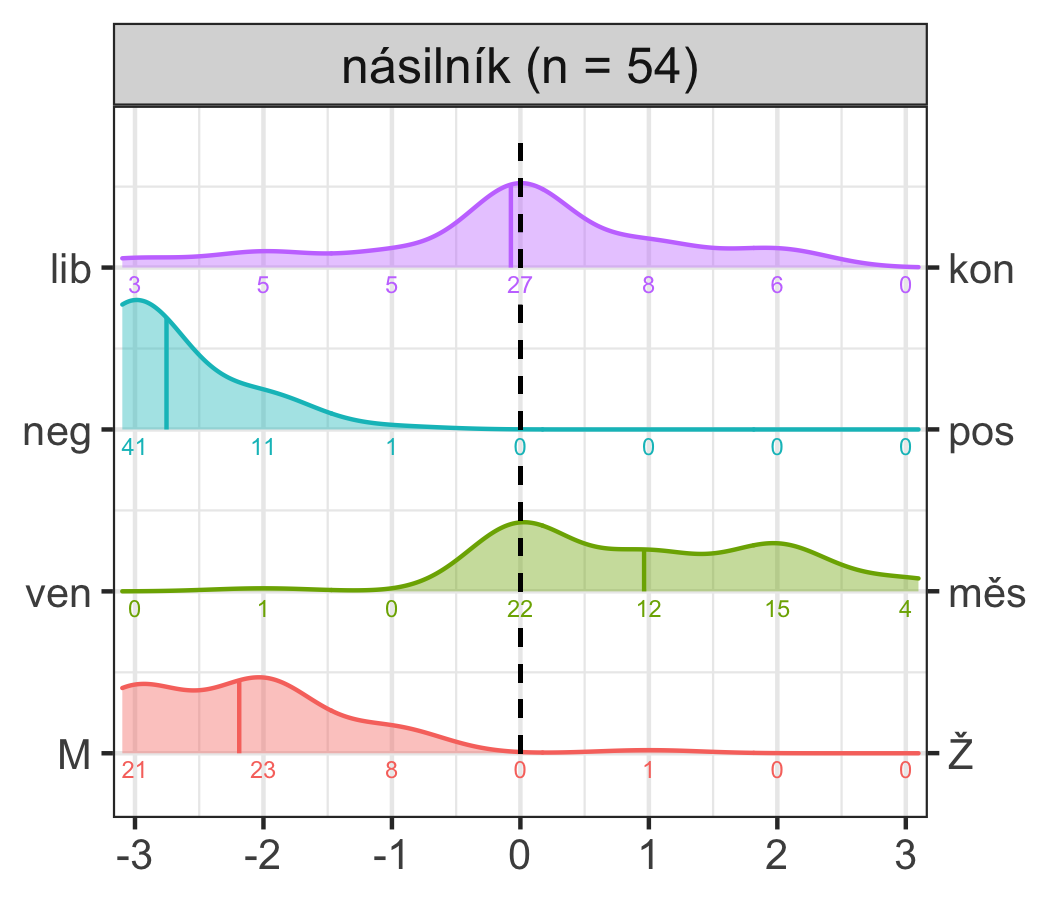 násilník (n = 54)
lib kon
3 5 5 27 8 6 0
neg pos
41 11 1 0 0 0 0
ven měs
0 1 0 22 12 15 4
M Ž
21 23 8 0 1 0 0
-3 -2 -1 0 1 2 3